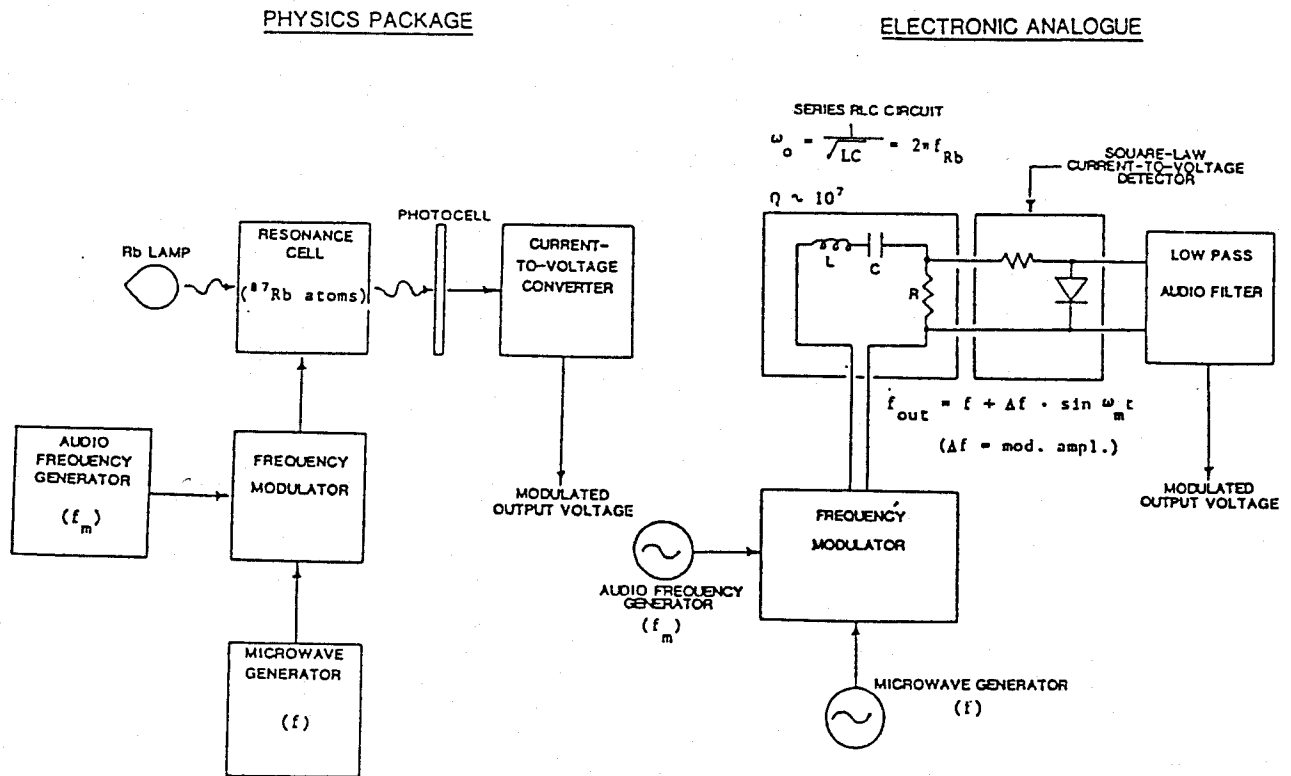 PHYSICS PACKAGE
Rb LAMP
RESONANCE
CELL
(⁸⁷Rb atoms)
PHOTOCELL
CURRENT-
TO-VOLTAGE
CONVERTER
AUDIO
FREQUENCY
GENERATOR
(f_m)
FREQUENCY
MODULATOR
MODULATED
OUTPUT VOLTAGE
MICROWAVE
GENERATOR
(f)
ELECTRONIC ANALOGUE
SERIES RLC CIRCUIT
ω_o = 1/√LC = 2π f_Rb
η ~ 10⁷
SQUARE-LAW
CURRENT-TO-VOLTAGE
DETECTOR
L
C
R
LOW PASS
AUDIO FILTER
f_out = f + Δf · sin ω_m t
(Δf = mod. ampl.)
MODULATED
OUTPUT VOLTAGE
FREQUENCY
MODULATOR
AUDIO FREQUENCY
GENERATOR
(f_m)
MICROWAVE GENERATOR
(f)